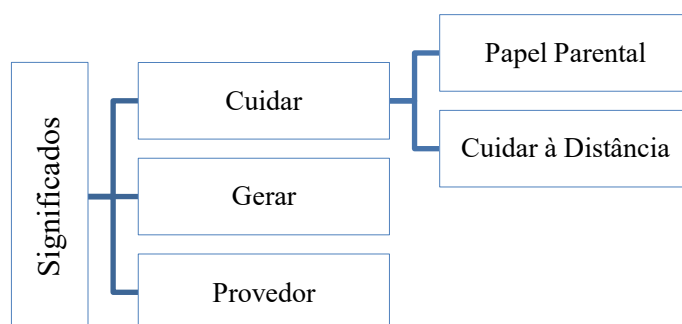 Significados
Cuidar
Papel Parental
Cuidar à Distância
Gerar
Provedor